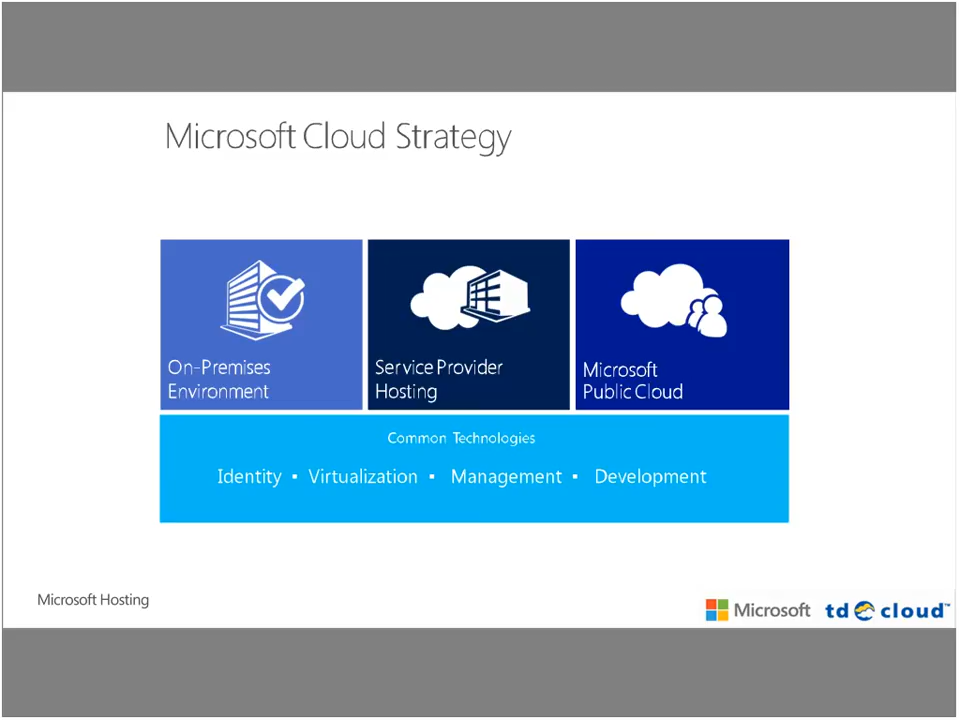 Microsoft Cloud Strategy
On-Premises
Environment
Service Provider
Hosting
Microsoft
Public Cloud
Common Technologies
Identity ▪ Virtualization ▪ Management ▪ Development
Microsoft Hosting
Microsoft
td cloud™